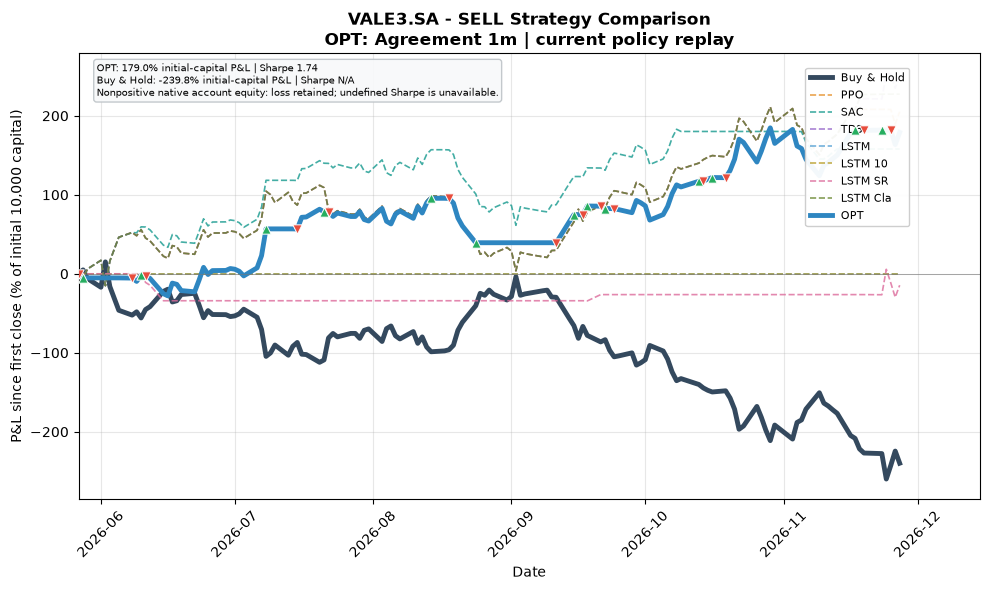 VALE3.SA - SELL Strategy Comparison
OPT: Agreement 1m | current policy replay
OPT: 179.0% initial-capital P&L | Sharpe 1.74
Buy & Hold: -239.8% initial-capital P&L | Sharpe N/A
Nonpositive native account equity: loss retained; undefined Sharpe is unavailable.
Buy & Hold
PPO
SAC
LSTM
LSTM 10
LSTM SR
LSTM Cla
OPT
P&L since first close (% of initial 10,000 capital)
200
100
0
−100
−200
2026-06
2026-07
2026-08
2026-09
2026-10
2026-11
2026-12
Date